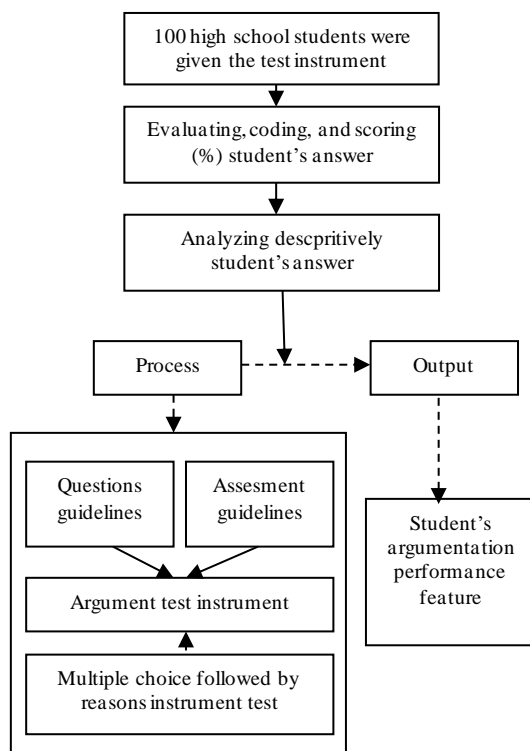 100 high school students were
given the test instrument
Evaluating, coding, and scoring
(%) student's answer
Analyzing descpritively
student's answer
Process
Output
Questions
guidelines
Assesment
guidelines
Argument test instrument
Multiple choice followed by
reasons instrument test
Student's
argumentation
performance
feature